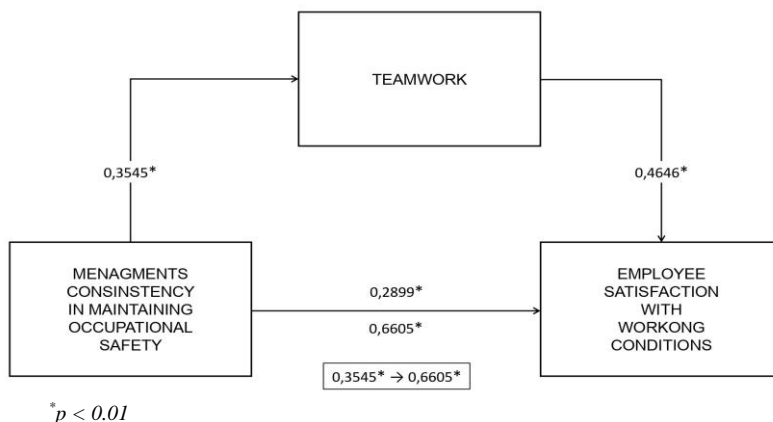 TEAMWORK
0,3545*
0,4646*
MENAGMENTS
CONSINSTENCY
IN MAINTAINING
OCCUPATIONAL
SAFETY
0,2899*
0,6605*
EMPLOYEE
SATISFACTION
WITH
WORKONG
CONDITIONS
0,3545* → 0,6605*
*p < 0.01